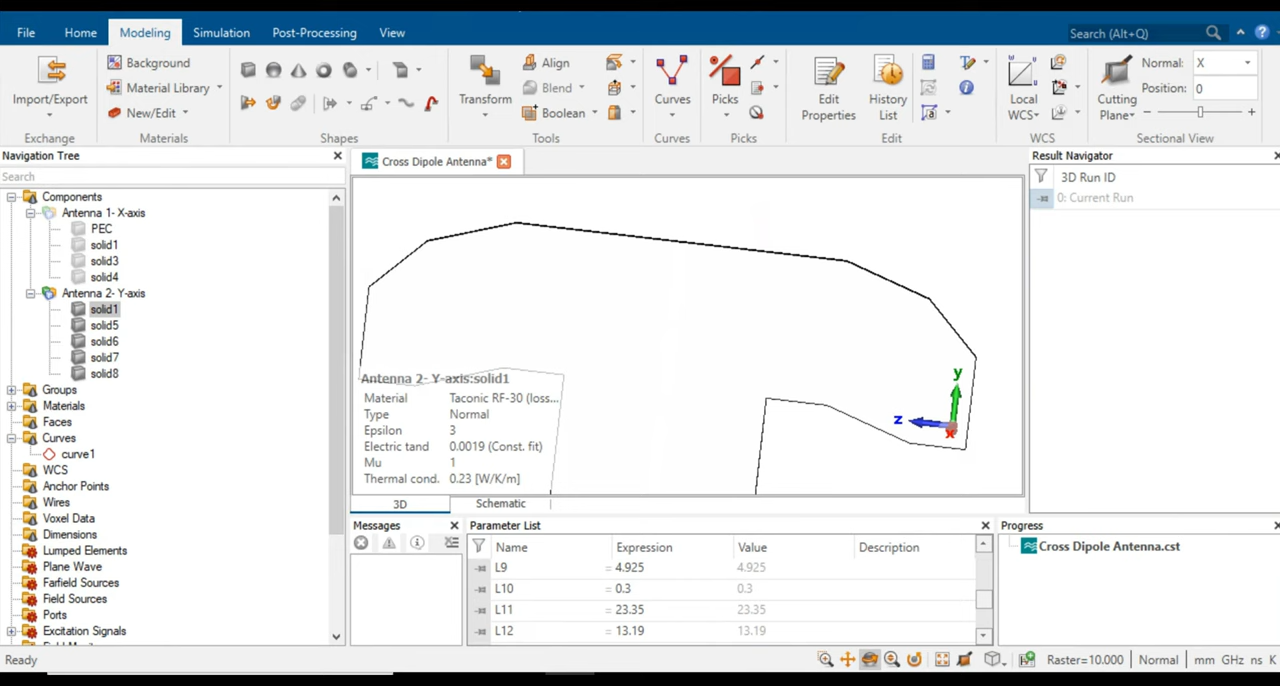 File Home Modeling Simulation Post-Processing View Search (Alt+Q)
Import/Export
Exchange
Background
Material Library
New/Edit
Materials
Shapes
Transform
Align
Blend
Boolean
Tools
Curves
Curves
Picks
Picks
Edit Properties
History List
Edit
Local WCS
WCS
Cutting Plane
Normal: X
Position: 0
Sectional View
Navigation Tree
Search
Components
Antenna 1- X-axis
PEC
solid1
solid3
solid4
Antenna 2- Y-axis
solid1
solid5
solid6
solid7
solid8
Groups
Materials
Faces
Curves
curve1
WCS
Anchor Points
Wires
Voxel Data
Dimensions
Lumped Elements
Plane Wave
Farfield Sources
Field Sources
Ports
Excitation Signals
Cross Dipole Antenna*
y
z
x
Antenna 2- Y-axis:solid1
Material Taconic RF-30 (loss...
Type Normal
Epsilon 3
Electric tand 0.0019 (Const. fit)
Mu 1
Thermal cond. 0.23 [W/K/m]
3D Schematic
Result Navigator
3D Run ID
0: Current Run
Messages
Parameter List
Name Expression Value Description
L9 = 4.925 4.925
L10 = 0.3 0.3
L11 = 23.35 23.35
L12 = 13.19 13.19
Progress
Cross Dipole Antenna.cst
Ready
Raster=10.000 Normal mm GHz ns K